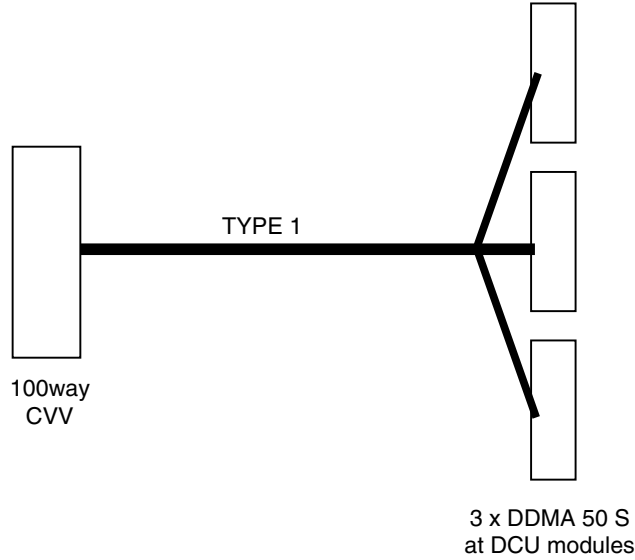 TYPE 1
100way
CVV
3 x DDMA 50 S
at DCU modules